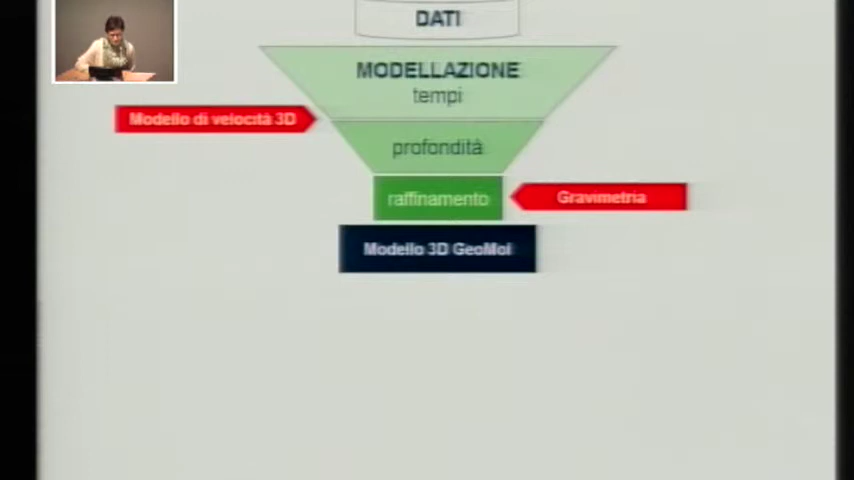 DATI
MODELLAZIONE
tempi
Modello di velocità 3D
profondità
raffinamento
Gravimetria
Modello 3D GeoMol